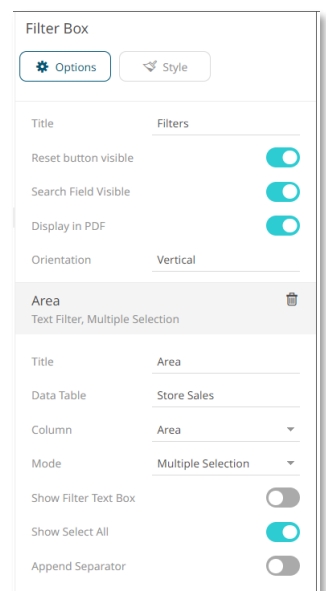 Filter Box
Options
Style
Title Filters
Reset button visible
Search Field Visible
Display in PDF
Orientation Vertical
Area
Text Filter, Multiple Selection
Title Area
Data Table Store Sales
Column Area
Mode Multiple Selection
Show Filter Text Box
Show Select All
Append Separator